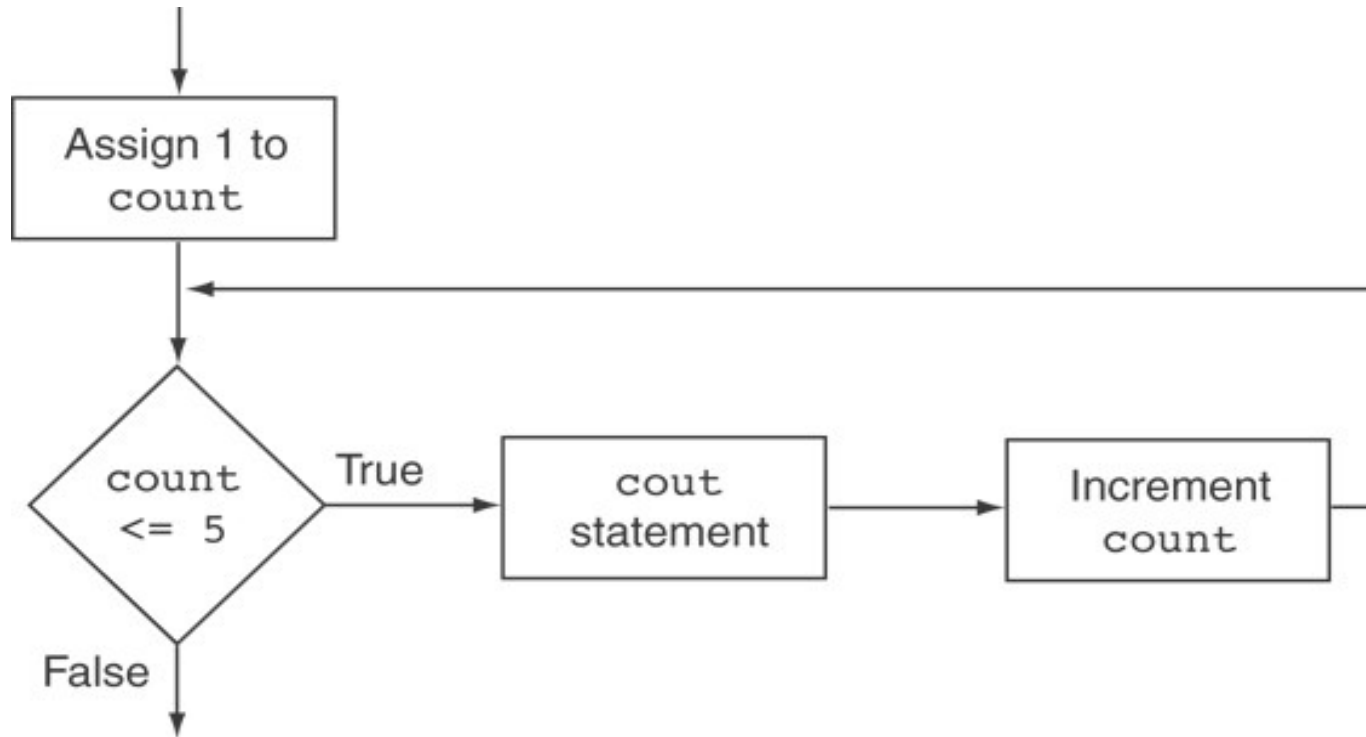 Assign 1 to
count
count
<= 5
True
cout
statement
Increment
count
False